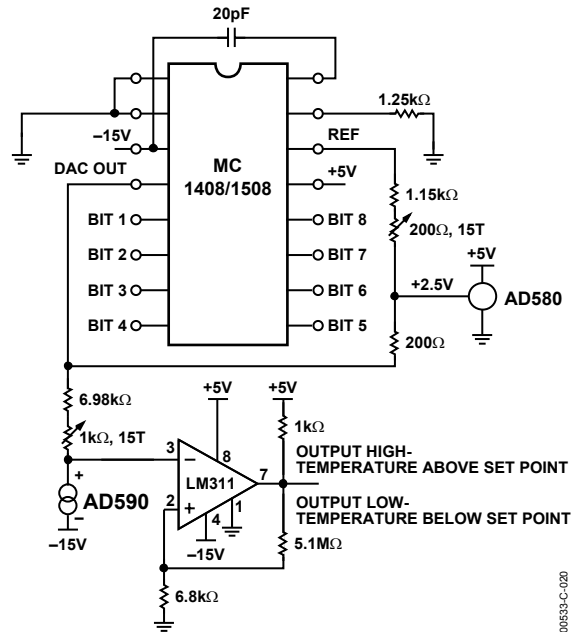 20pF
1.25kΩ
–15V
REF
DAC OUT
MC
1408/1508
+5V
1.15kΩ
200Ω, 15T
BIT 1
BIT 8
BIT 2
BIT 7
+5V
BIT 3
BIT 6
+2.5V
AD580
BIT 4
BIT 5
200Ω
6.98kΩ
+5V
+5V
1kΩ, 15T
1kΩ
3
–
8
OUTPUT HIGH-
TEMPERATURE ABOVE SET POINT
+
AD590
–
LM311
7
2
+
4
1
OUTPUT LOW-
TEMPERATURE BELOW SET POINT
–15V
–15V
5.1MΩ
6.8kΩ
00533-C-020